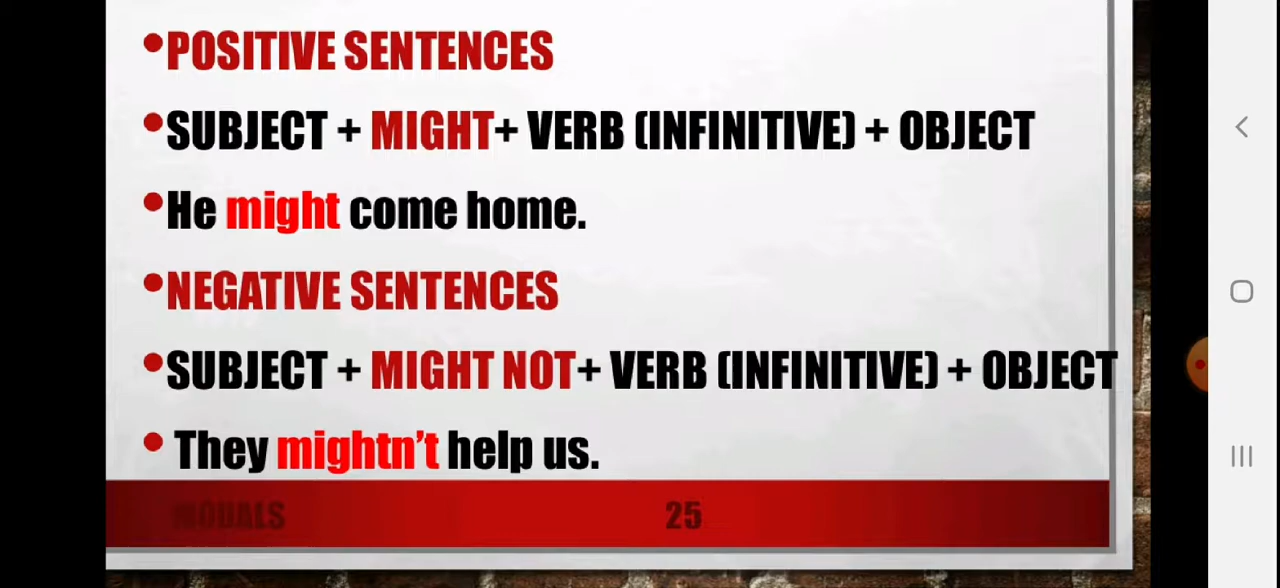 •POSITIVE SENTENCES
•SUBJECT + MIGHT+ VERB (INFINITIVE) + OBJECT
•He might come home.
•NEGATIVE SENTENCES
•SUBJECT + MIGHT NOT+ VERB (INFINITIVE) + OBJECT
• They mightn’t help us.
MODALS 25